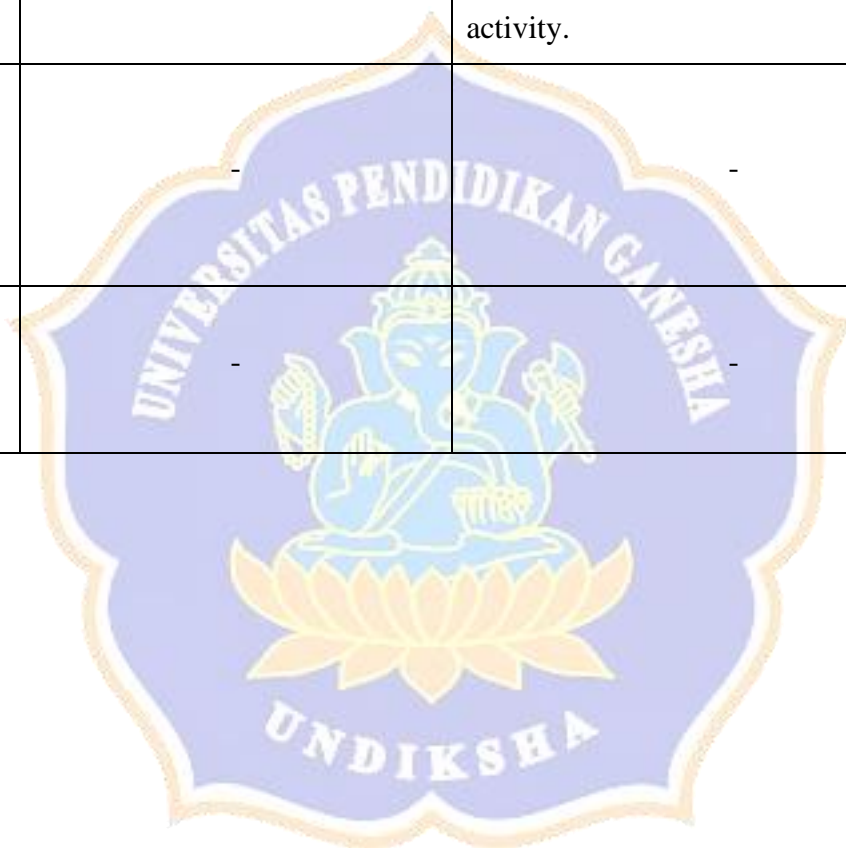 activity.
- -
UNIVERSITAS PENDIDIKAN GANESHA
- -
UNDIKSHA